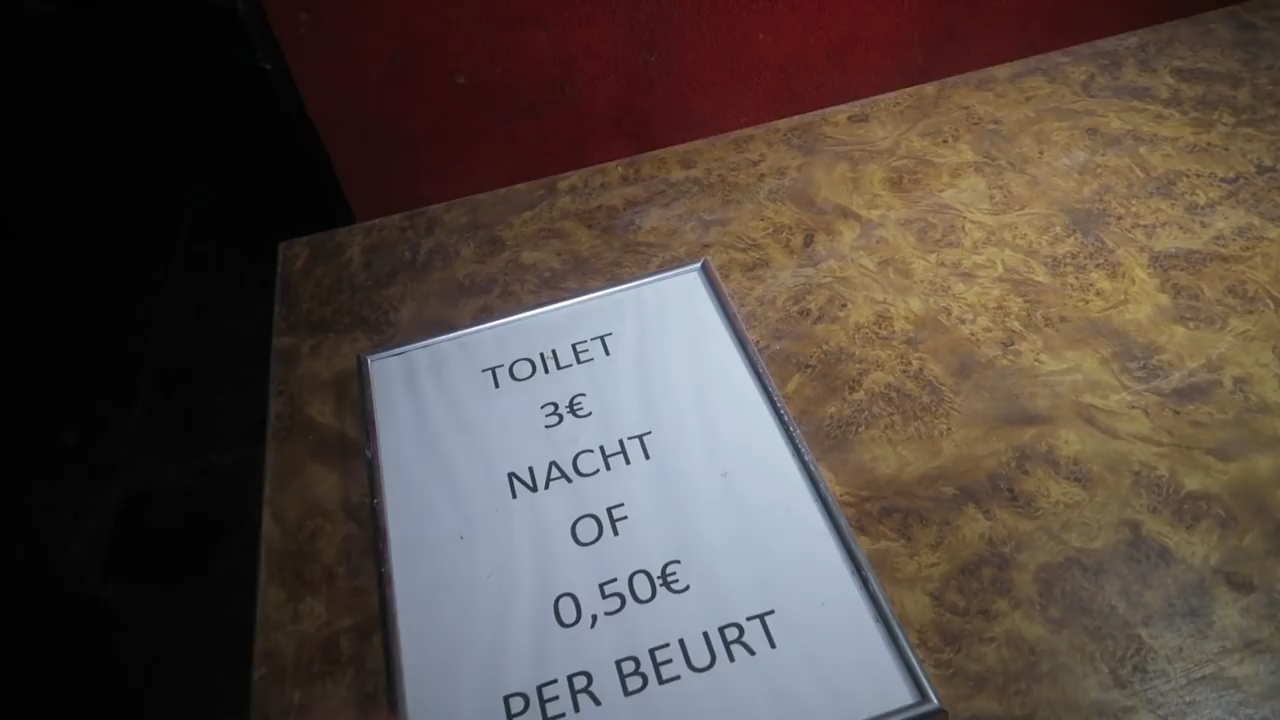 TOILET
3€
NACHT
OF
0,50€
PER BEURT